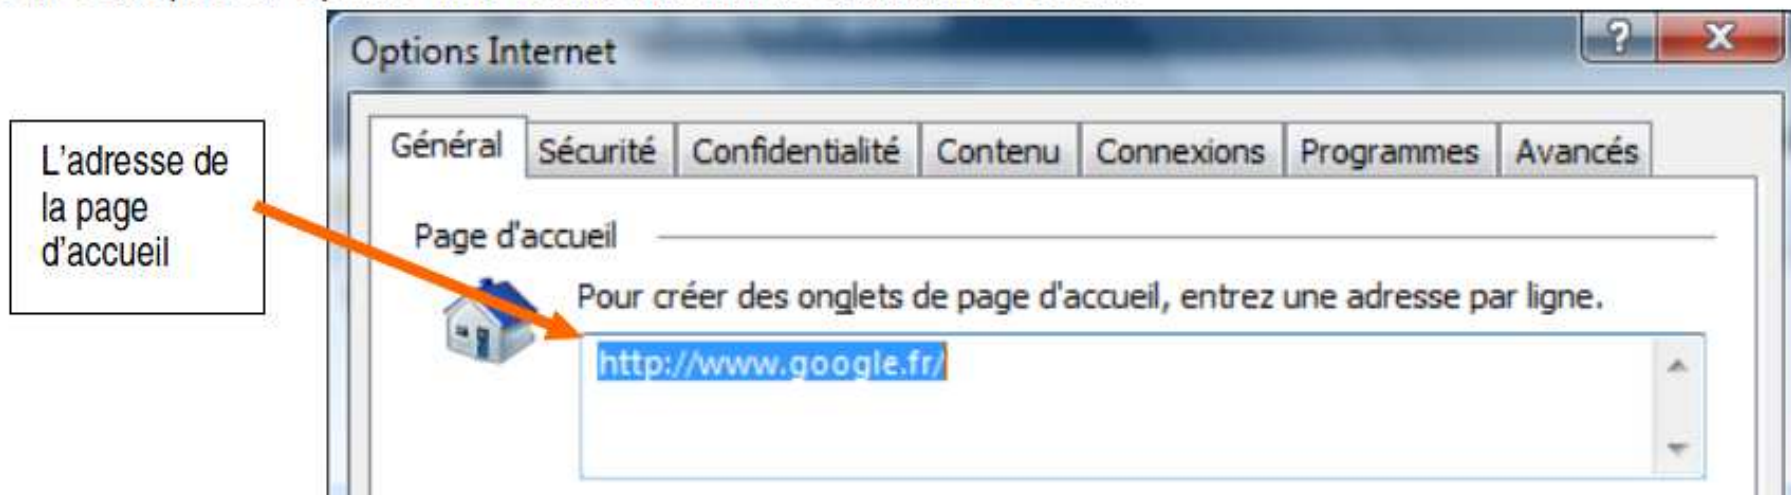 Options Internet
?
X
Général
Sécurité
Confidentialité
Contenu
Connexions
Programmes
Avancés
L'adresse de
la page
d'accueil
Page d'accueil
Pour créer des onglets de page d'accueil, entrez une adresse par ligne.
http://www.google.fr/